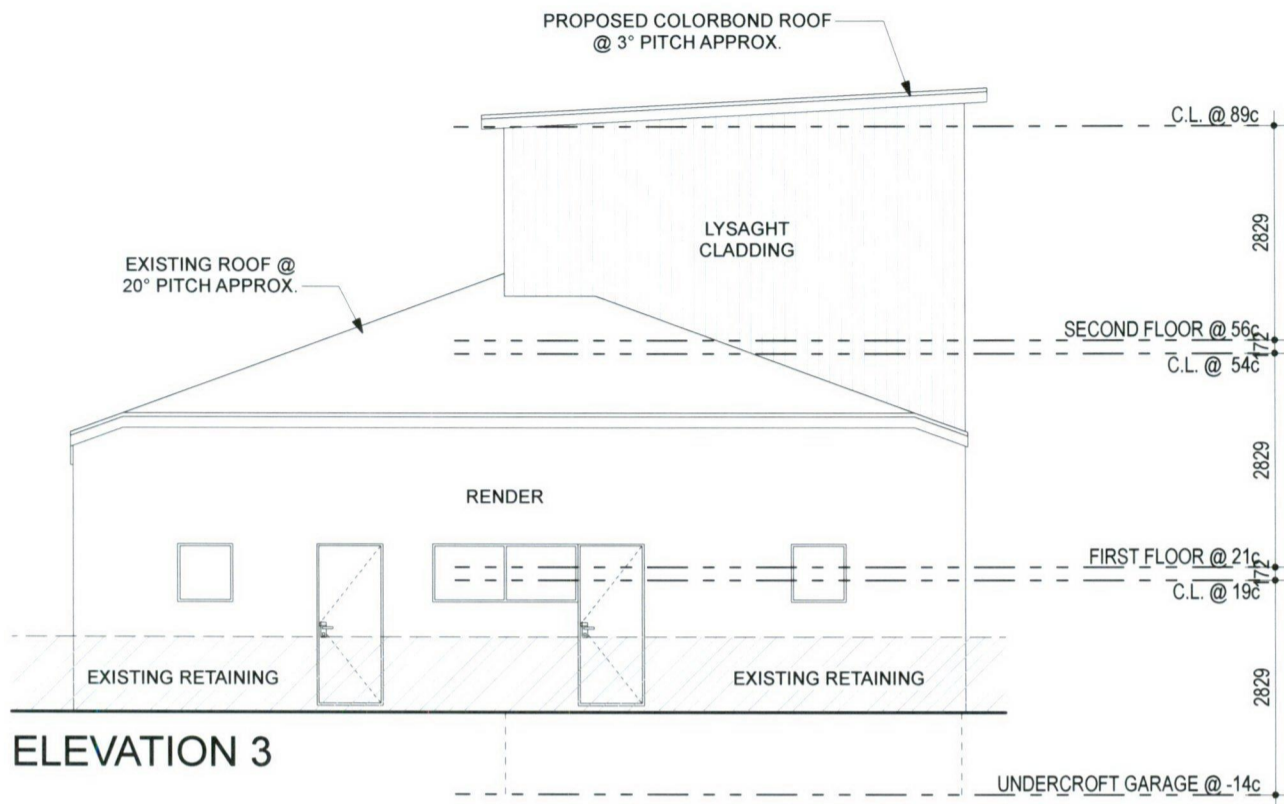 PROPOSED COLORBOND ROOF
@ 3° PITCH APPROX.
C.L. @ 89c
2829
LYSAGHT
CLADDING
EXISTING ROOF @
20° PITCH APPROX.
SECOND FLOOR @ 56c
172
C.L. @ 54c
2829
RENDER
FIRST FLOOR @ 21c
172
C.L. @ 19c
EXISTING RETAINING
EXISTING RETAINING
2829
ELEVATION 3
UNDERCROFT GARAGE @ -14c